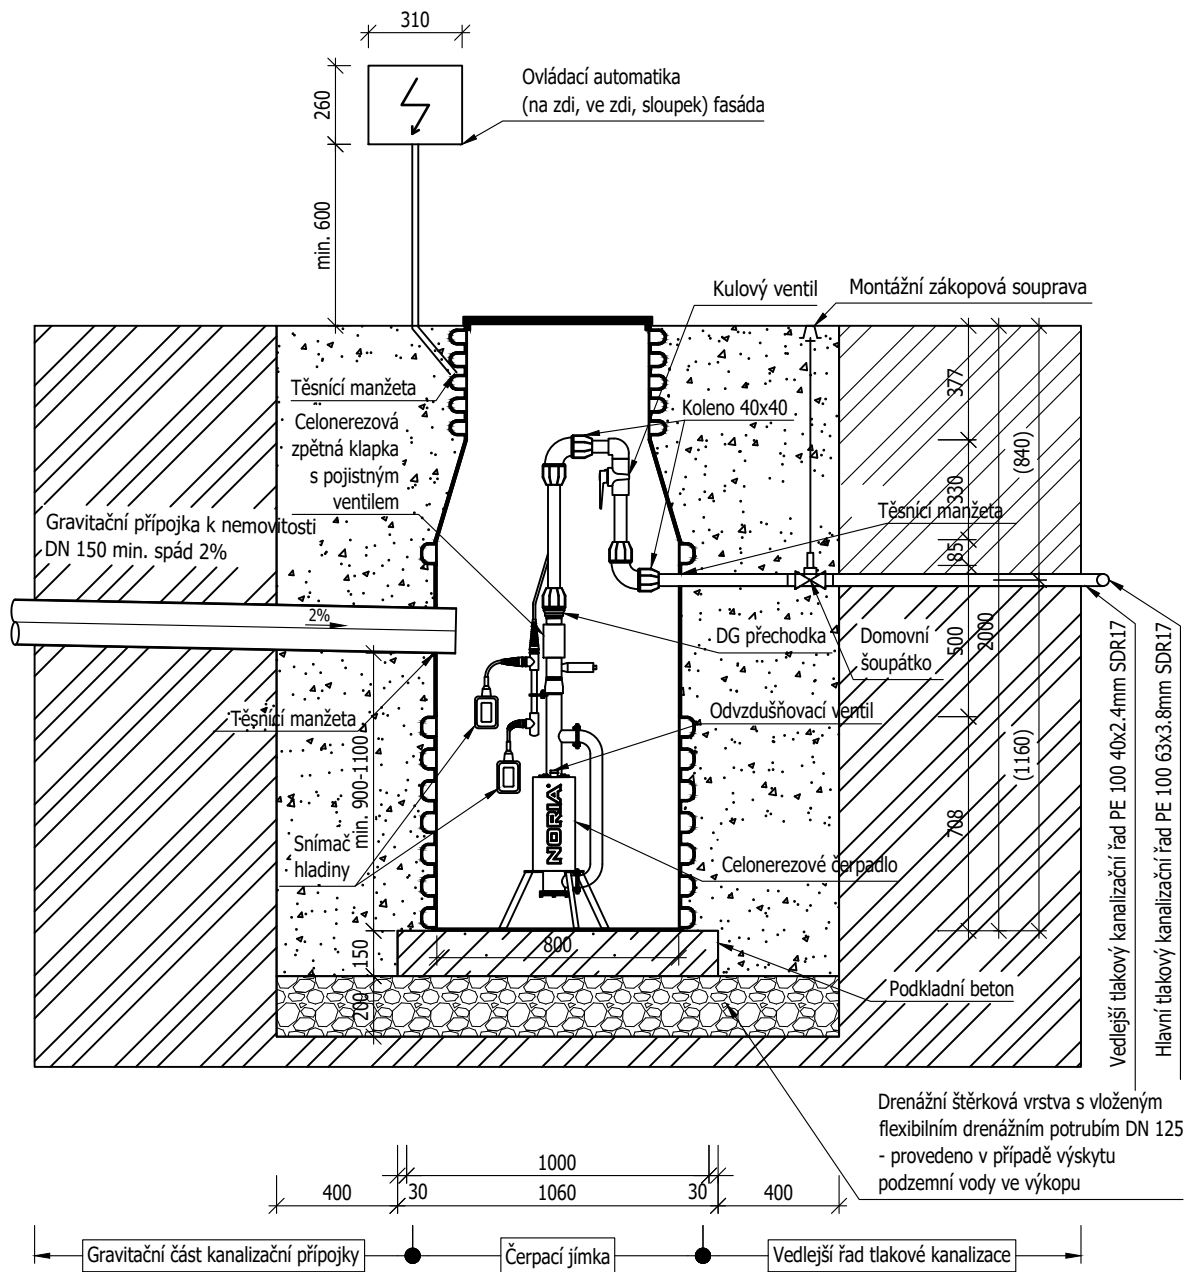 310
260
Ovládací automatika
(na zdi, ve zdi, sloupek) fasáda
min. 600
Kulový ventil
Montážní zákopová souprava
Těsnící manžeta
Koleno 40x40
377
Celonerezová
zpětná klapka
s pojistným
ventilem
(840)
330
Gravitační přípojka k nemovitosti
DN 150 min. spád 2%
Těsnící manžeta
85
2%
DG přechodka
Domovní
šoupátko
500
2000
Těsnící manžeta
Odvzdušňovací ventil
min. 900-1100
(1160)
708
NORIA
Snímač
hladiny
Celonerezové čerpadlo
Vedlejší tlakový kanalizační řad PE 100 40x2.4mm SDR17
Hlavní tlakový kanalizační řad PE 100 63x3.8mm SDR17
800
150
200
Podkladní beton
Drenážní štěrková vrstva s vloženým
flexibilním drenážním potrubím DN 125
- provedeno v případě výskytu
podzemní vody ve výkopu
1000
400
30
1060
30
400
Gravitační část kanalizační přípojky
Čerpací jímka
Vedlejší řad tlakové kanalizace